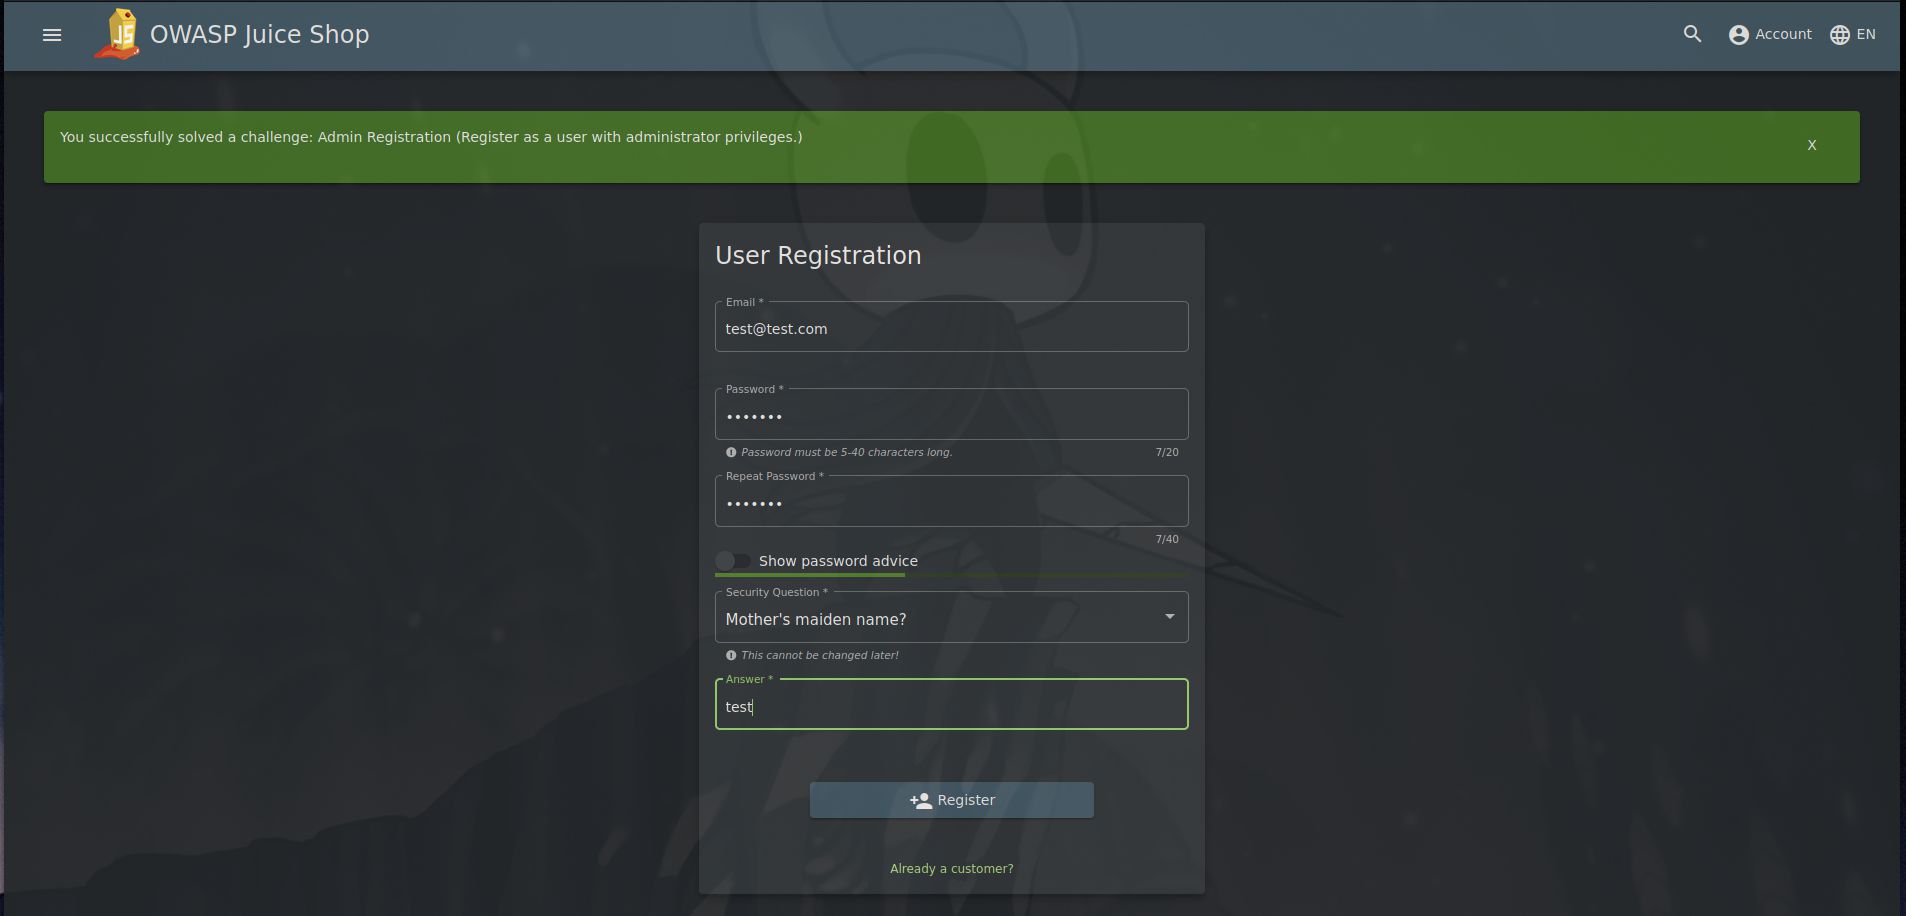 OWASP Juice Shop
Account
EN
You successfully solved a challenge: Admin Registration (Register as a user with administrator privileges.)
X
User Registration
Email *
test@test.com
Password *
•••••••
Password must be 5-40 characters long.
7/20
Repeat Password *
•••••••
7/40
Show password advice
Security Question *
Mother's maiden name?
This cannot be changed later!
Answer *
test
Register
Already a customer?